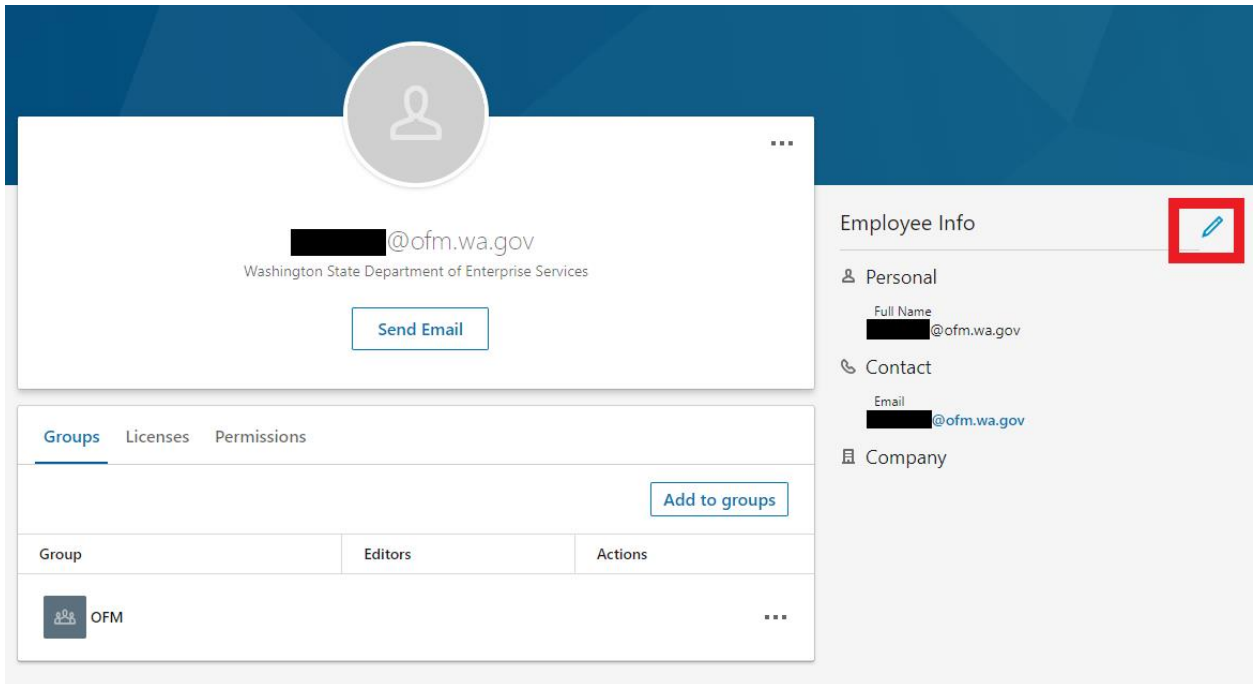 @ofm.wa.gov
Washington State Department of Enterprise Services
Send Email
Groups Licenses Permissions
Add to groups
Group Editors Actions
OFM
Employee Info
Personal
Full Name
@ofm.wa.gov
Contact
Email
@ofm.wa.gov
Company